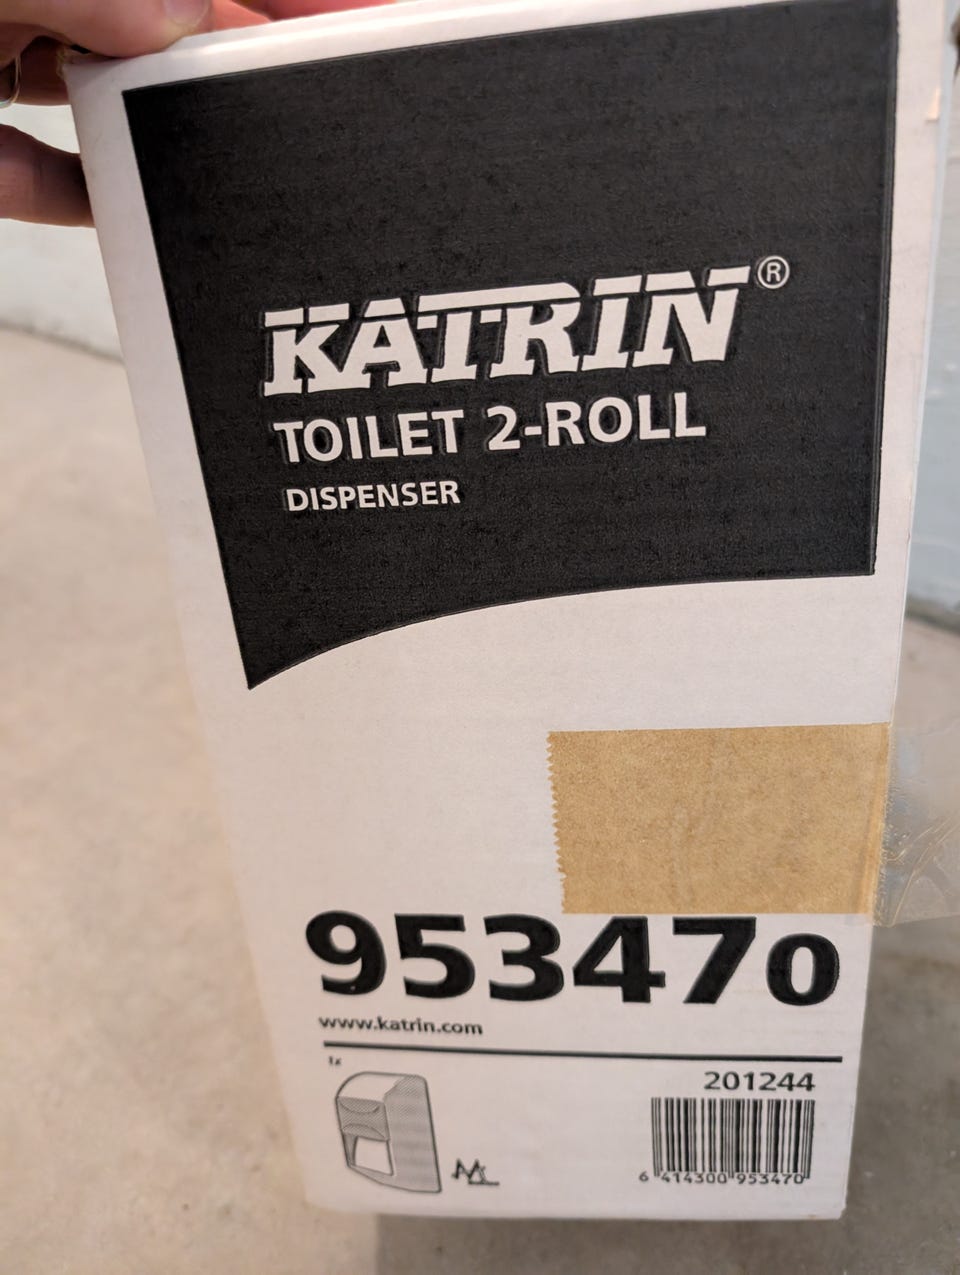 KATRIN®
TOILET 2-ROLL
DISPENSER
953470
www.katrin.com
1x
201244
6 414300 953470